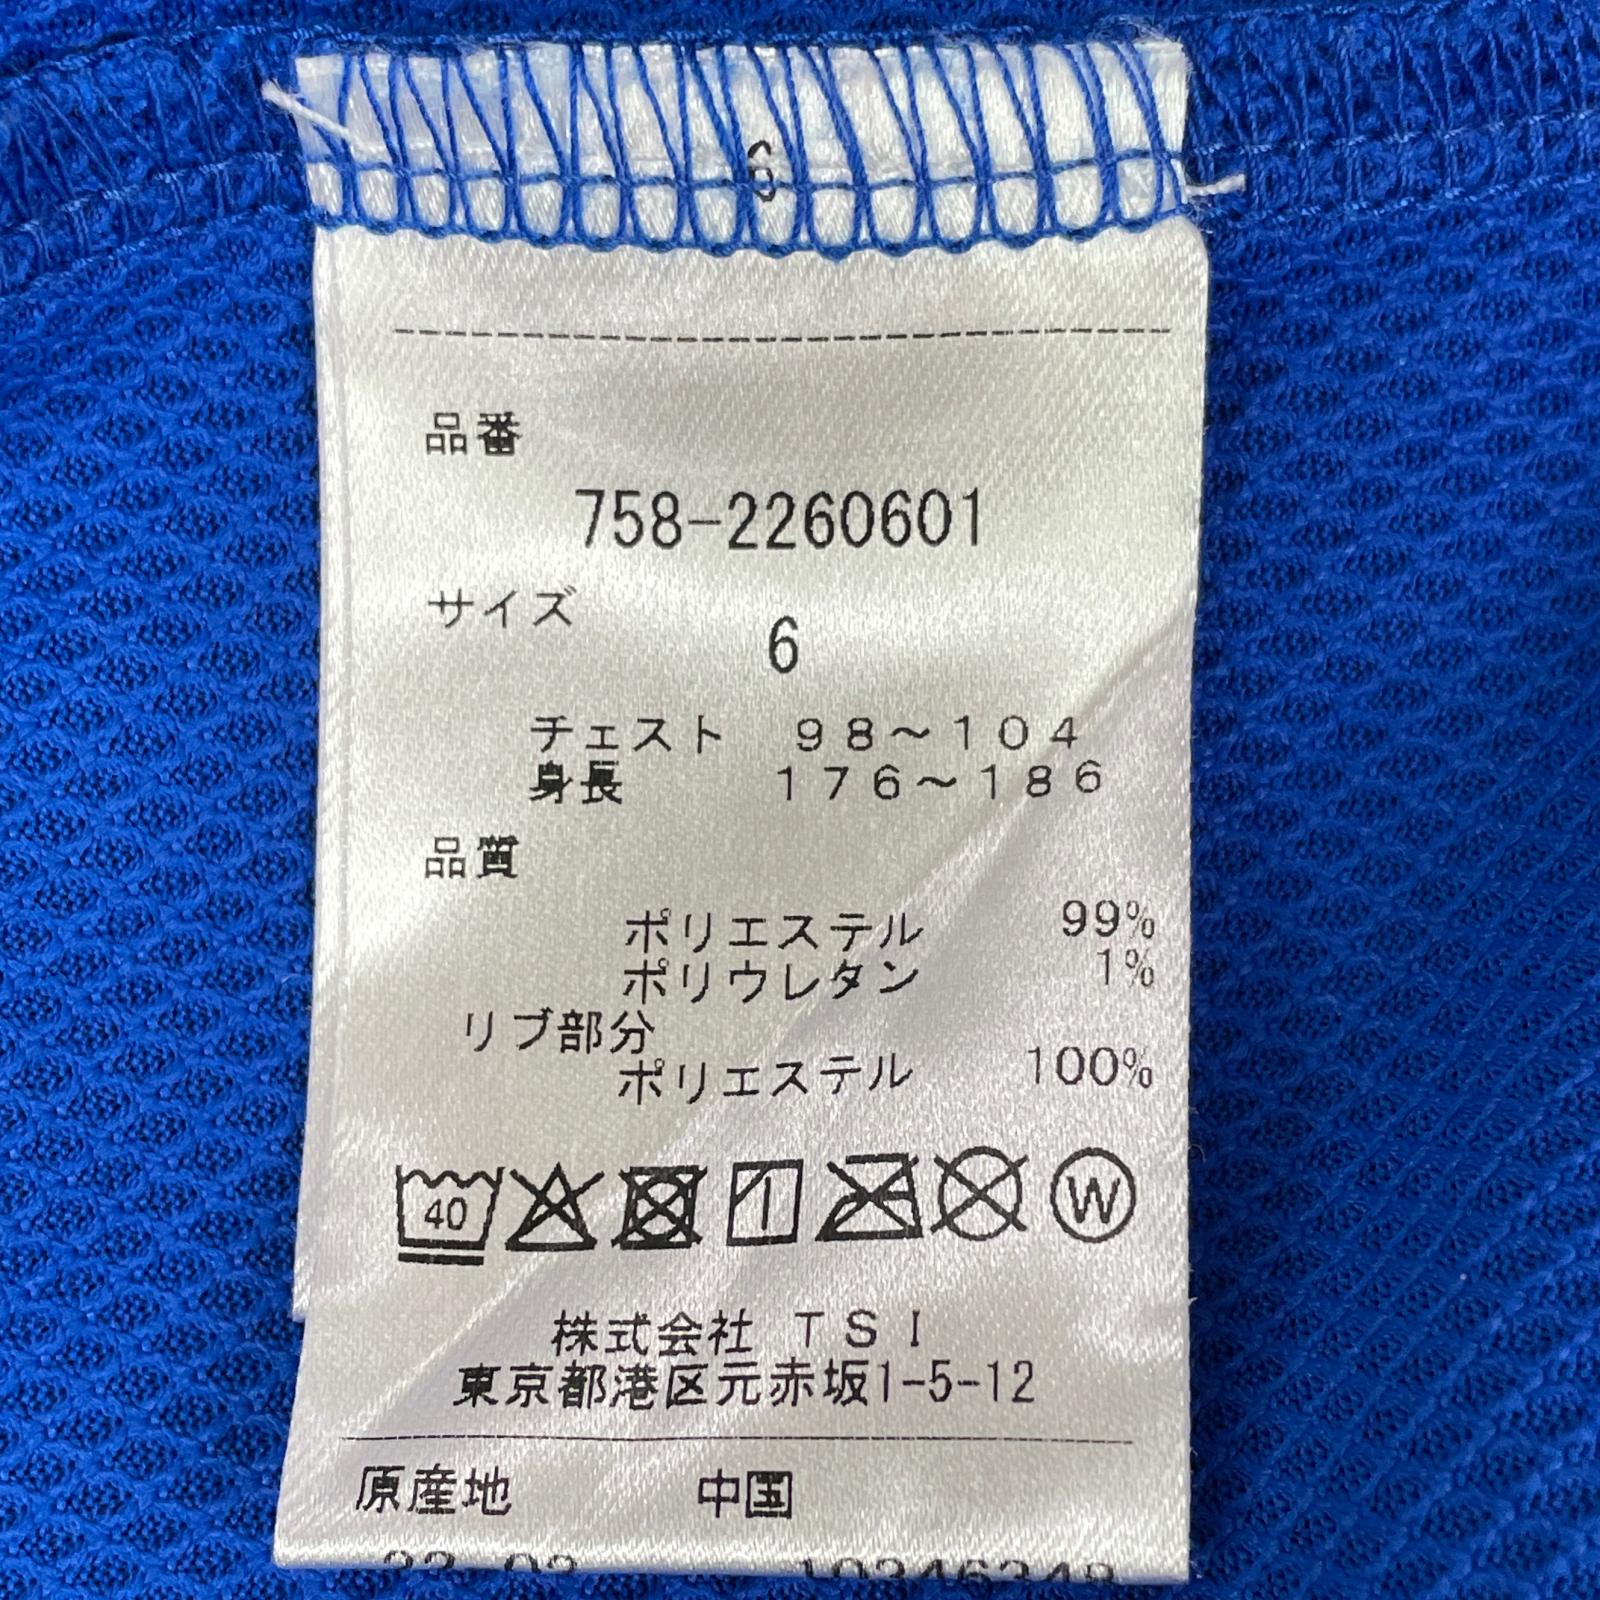 6
品番
758-2260601
サイズ
6
チェスト 98～104
身長 176～186
品質
ポリエステル 99%
ポリウレタン 1%
リブ部分
ポリエステル 100%
40
W
株式会社 TSI
東京都港区元赤坂1-5-12
原産地 中国